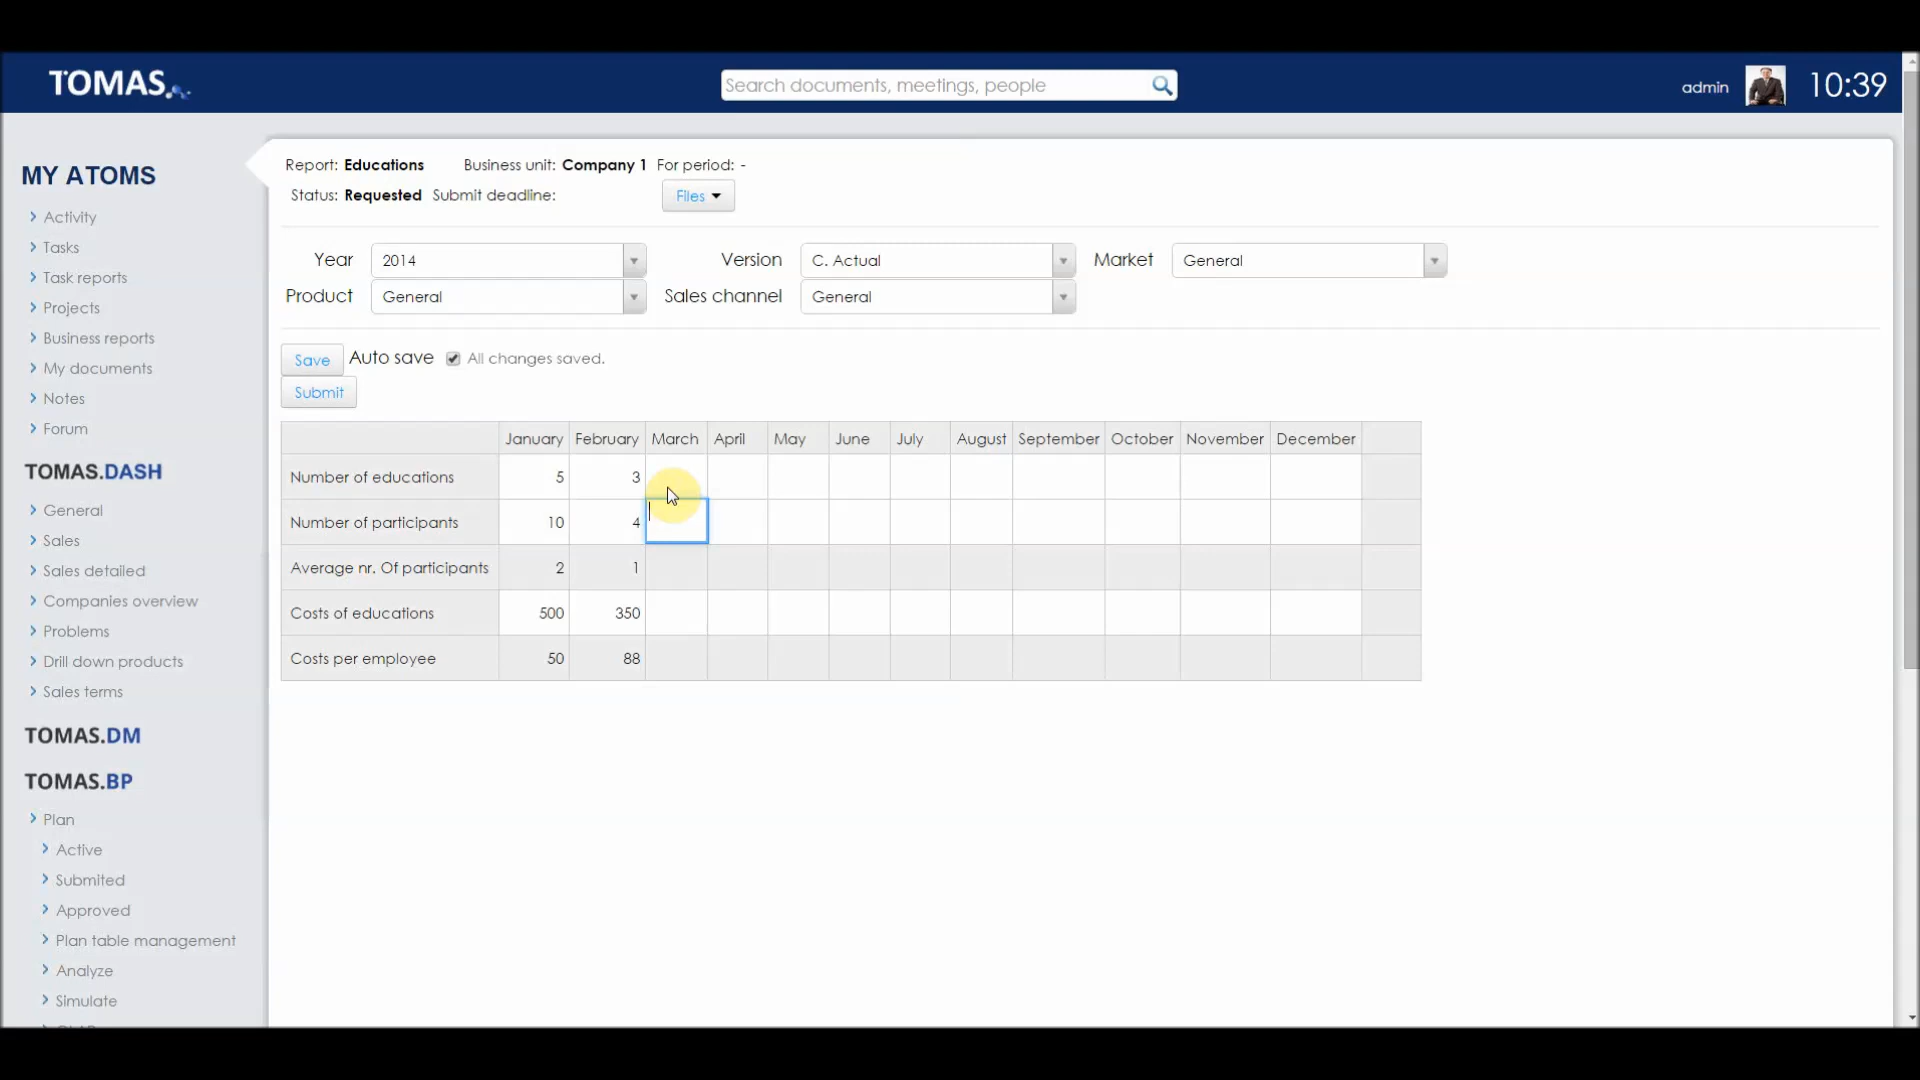 TOMAS.
Search documents, meetings, people
admin
10:39
MY ATOMS
Activity
Tasks
Task reports
Projects
Business reports
My documents
Notes
Forum
TOMAS.DASH
General
Sales
Sales detailed
Companies overview
Problems
Drill down products
Sales terms
TOMAS.DM
TOMAS.BP
Plan
Active
Submited
Approved
Plan table management
Analyze
Simulate
Report: Educations Business unit: Company 1 For period: -
Status: Requested Submit deadline: Files
Year 2014 Version C. Actual Market General
Product General Sales channel General
Save Auto save All changes saved.
Submit
January February March April May June July August September October November December
Number of educations 5 3
Number of participants 10 4
Average nr. Of participants 2 1
Costs of educations 500 350
Costs per employee 50 88